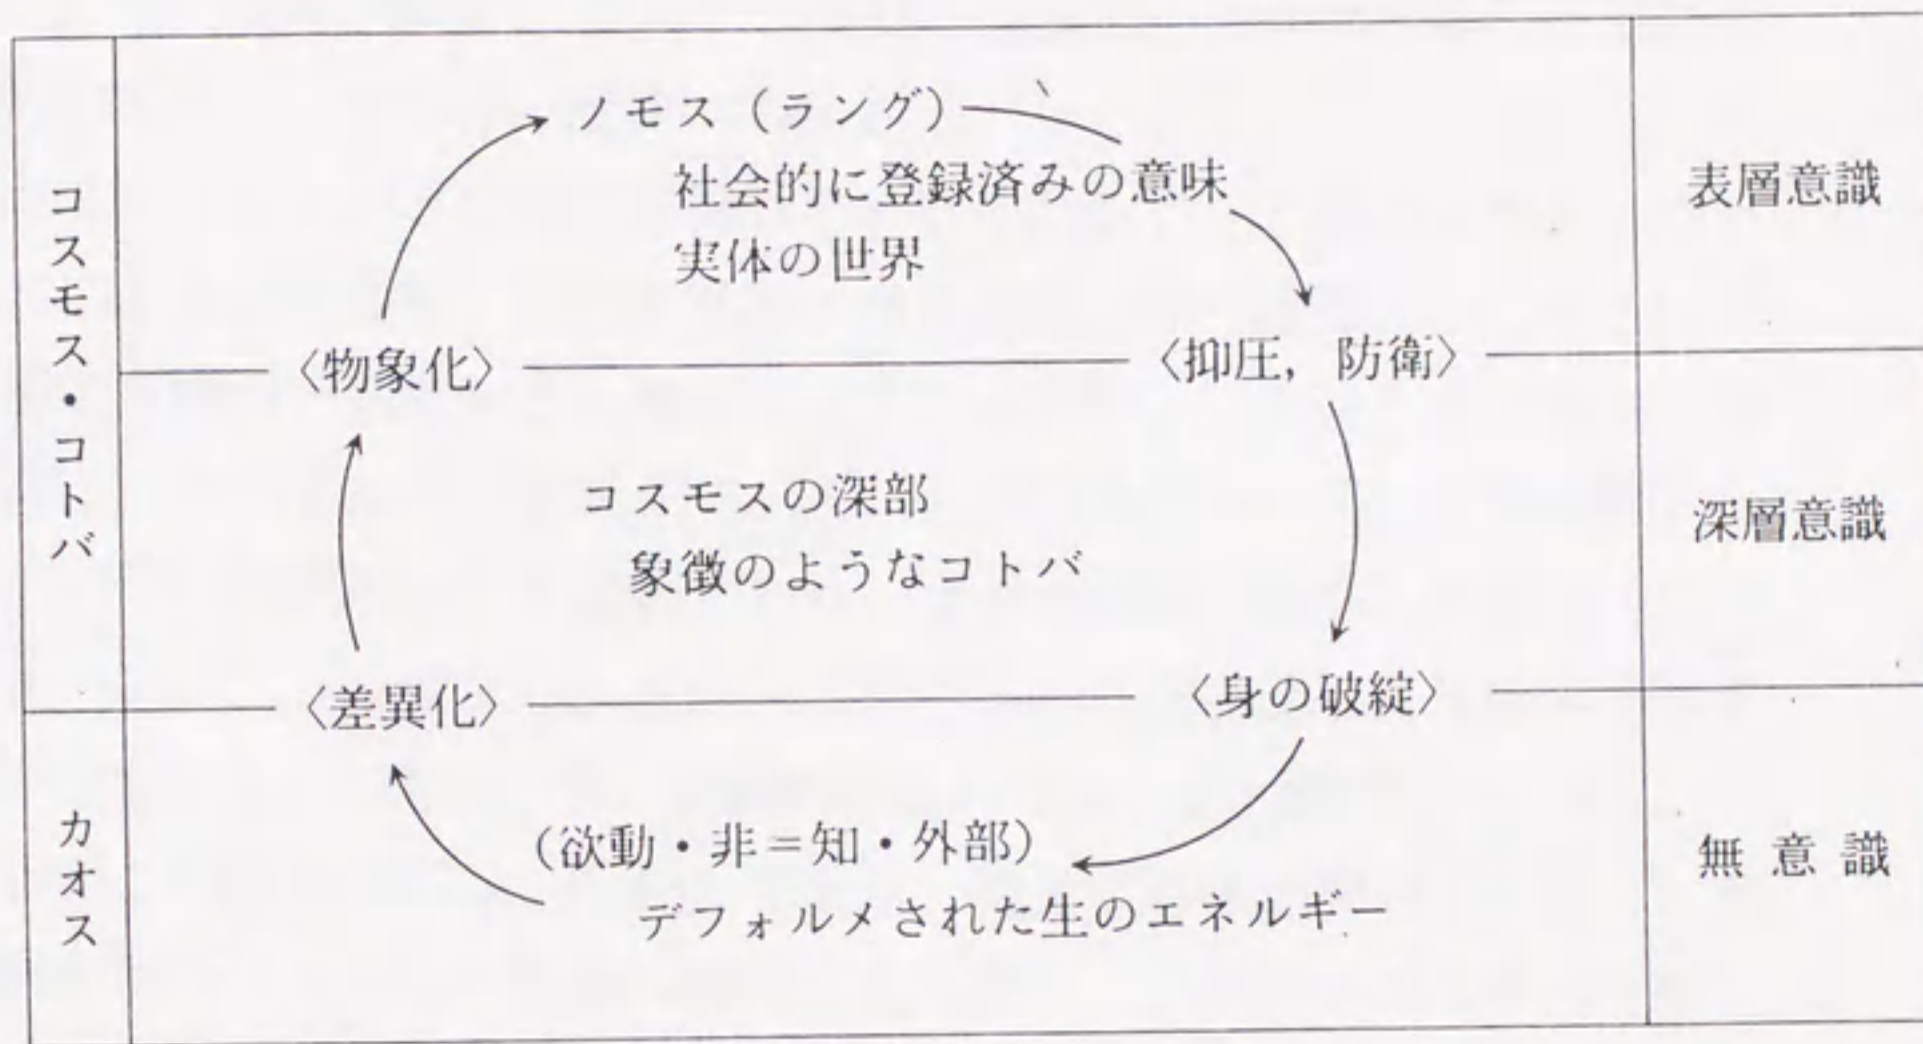 コスモス・コトバ
カオス
ノモス（ラング）
社会的に登録済みの意味
実体の世界
〈物象化〉
〈抑圧，防衛〉
コスモスの深部
象徴のようなコトバ
〈差異化〉
〈身の破綻〉
（欲動・非＝知・外部）
デフォルメされた生のエネルギー
表層意識
深層意識
無意識